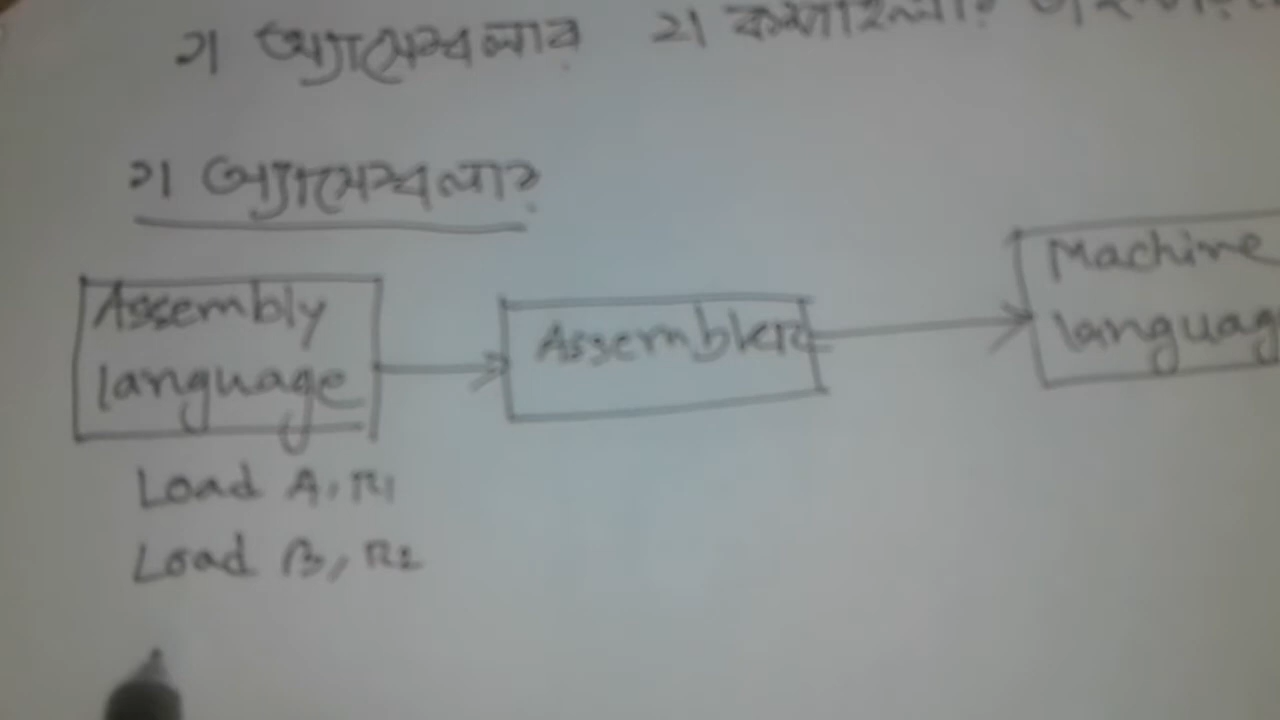 ১। অ্যাসেম্বলার ২। কম্পাইলার
১। অ্যাসেম্বলার
Assembly
language
Assembler
Machine
languag
Load A, R1
Load B, R2